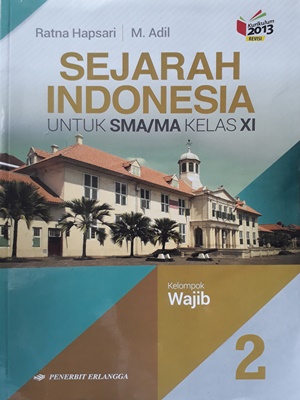 Ratna Hapsari | M. Adil
Kurikulum
2013
REVISI
SEJARAH
INDONESIA
UNTUK SMA/MA KELAS XI
Kelompok
Wajib
2
PENERBIT ERLANGGA